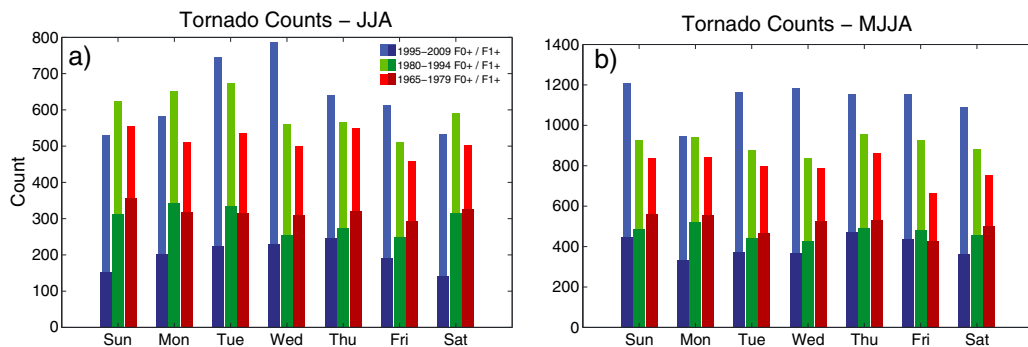 Tornado Counts – JJA
a)
800
700
600
500
400
300
200
100
0
Count
1995–2009 F0+ / F1+
1980–1994 F0+ / F1+
1965–1979 F0+ / F1+
Sun Mon Tue Wed Thu Fri Sat
Tornado Counts – MJJA
b)
1400
1200
1000
800
600
400
200
0
Sun Mon Tue Wed Thu Fri Sat